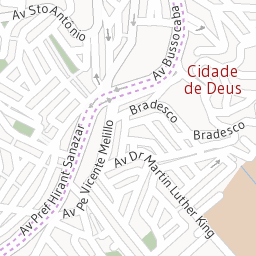 Av Sto Antônio
Av Bussocaba
Cidade
de Deus
Bradesco
Bradesco
Av Pref Hirant Sanazar
Av Pe Vicente Melillo
Av Dr Martin Luther King